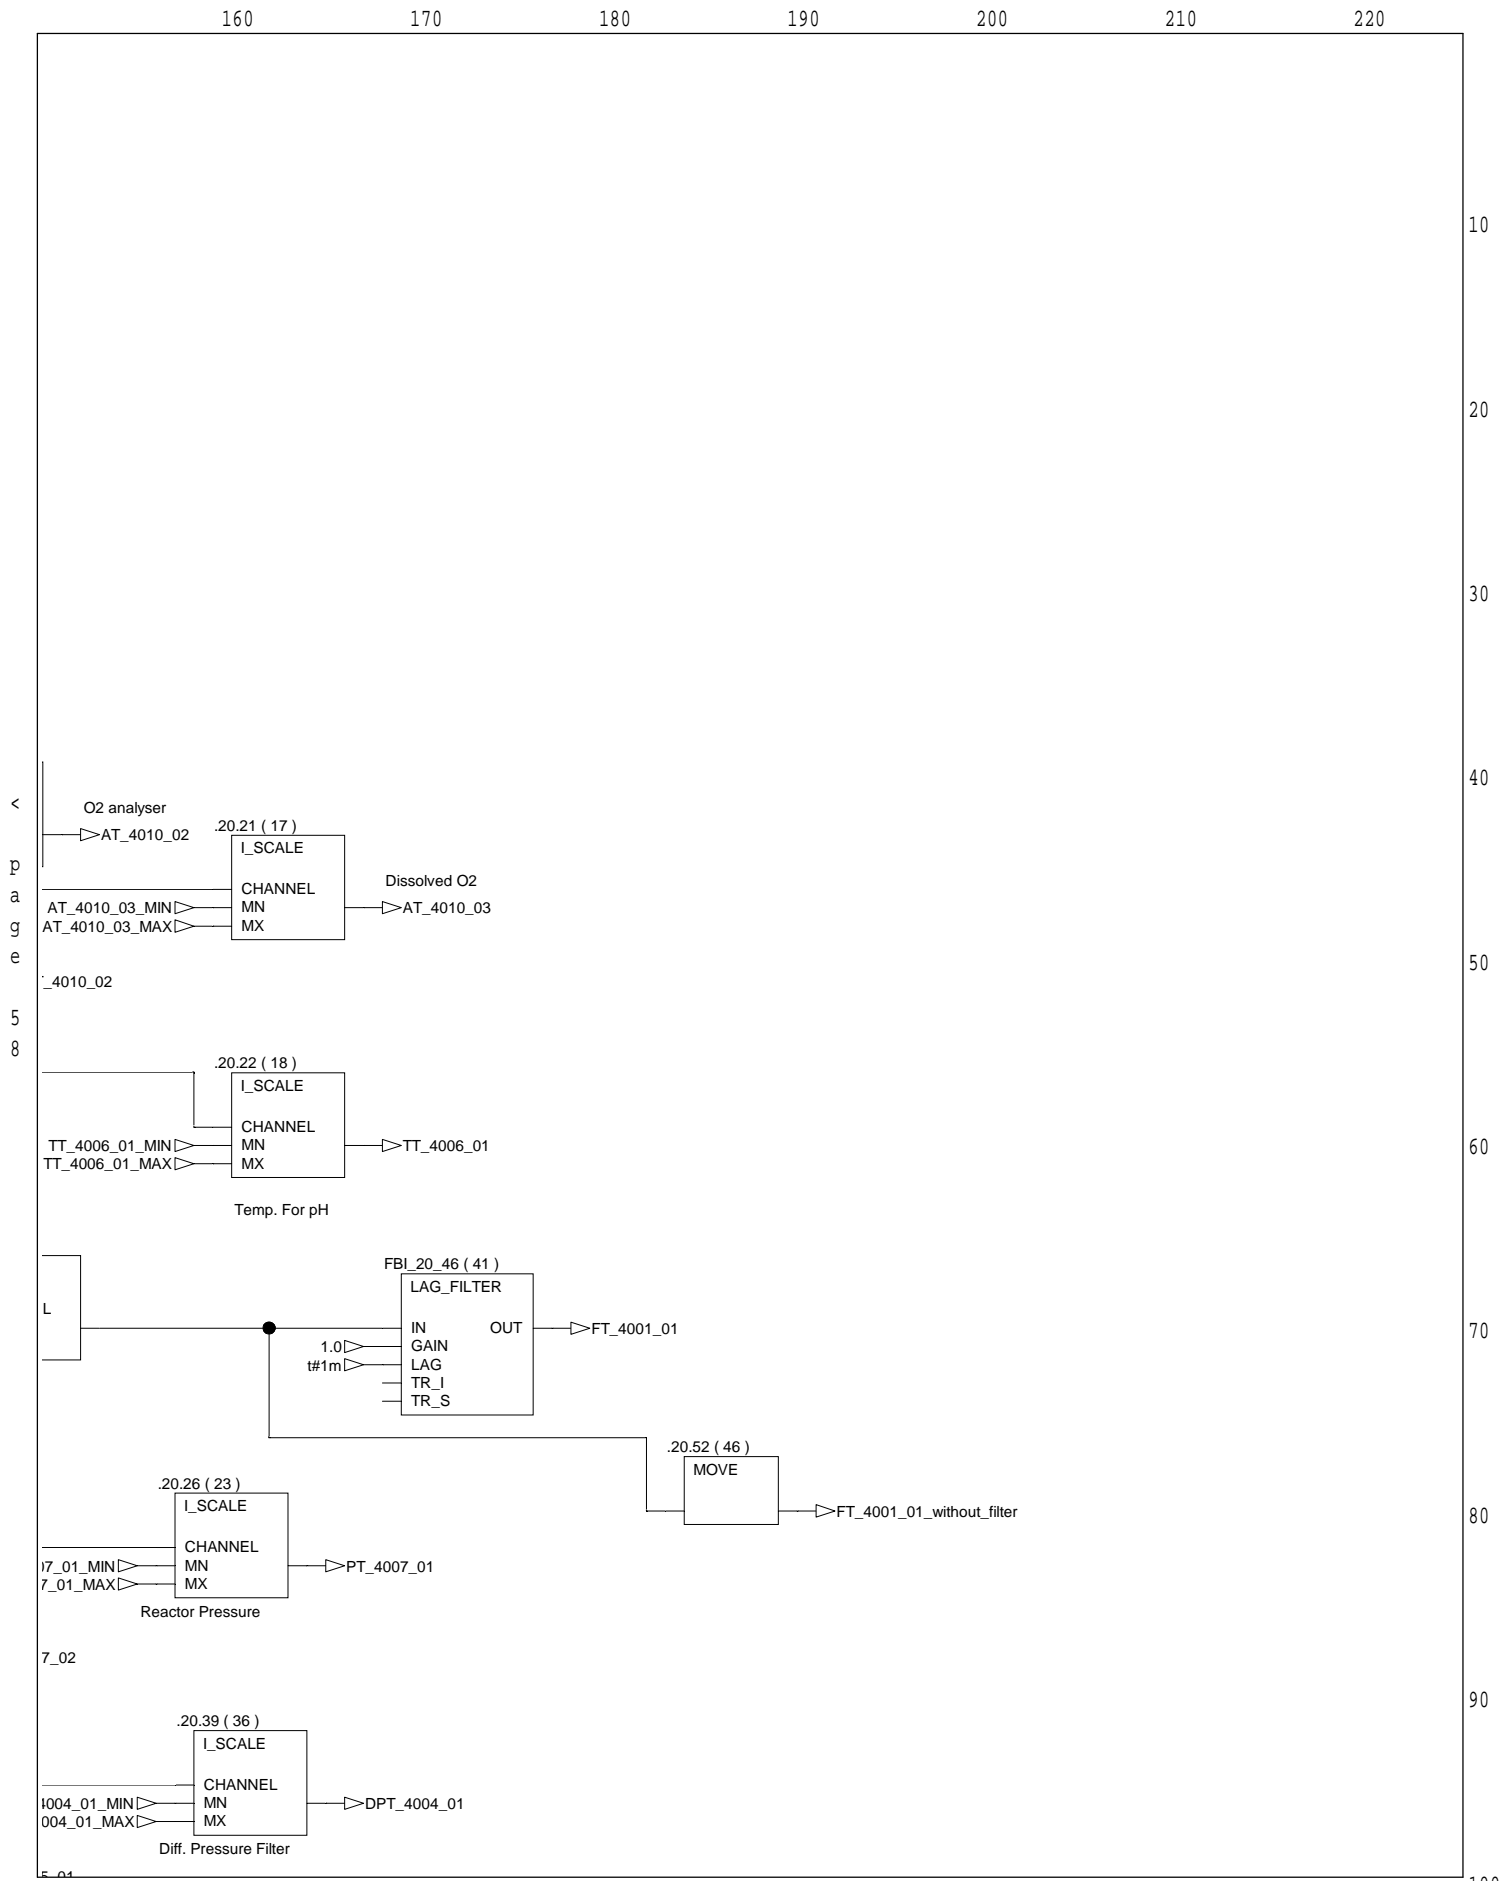 160 170 180 190 200 210 220
10
20
30
40
< page 58
O2 analyser
AT_4010_02
.20.21 ( 17 )
I_SCALE
CHANNEL
AT_4010_03_MIN MN
AT_4010_03_MAX MX
Dissolved O2
AT_4010_03
50
_4010_02
.20.22 ( 18 )
I_SCALE
CHANNEL
TT_4006_01_MIN MN
TT_4006_01_MAX MX
TT_4006_01
60
Temp. For pH
L
FBI_20_46 ( 41 )
LAG_FILTER
IN OUT
1.0 GAIN
t#1m LAG
TR_I
TR_S
FT_4001_01
70
.20.52 ( 46 )
MOVE
FT_4001_01_without_filter
80
.20.26 ( 23 )
I_SCALE
CHANNEL
7_01_MIN MN
7_01_MAX MX
PT_4007_01
Reactor Pressure
7_02
90
.20.39 ( 36 )
I_SCALE
CHANNEL
4004_01_MIN MN
004_01_MAX MX
DPT_4004_01
Diff. Pressure Filter